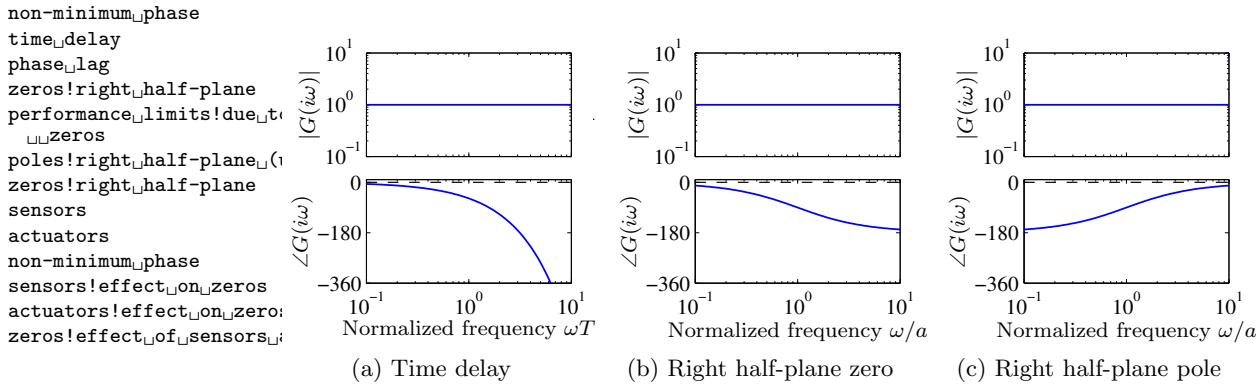 non-minimum␣phase
time␣delay
phase␣lag
zeros!right␣half-plane
performance␣limits!due␣to
␣␣zeros
poles!right␣half-plane␣(
zeros!right␣half-plane
sensors
actuators
non-minimum␣phase
sensors!effect␣on␣zeros
actuators!effect␣on␣zeros
zeros!effect␣of␣sensors␣
10^1
10^0
10^-1
|G(iω)|
0
−180
−360
∠G(iω)
10^-1 10^0 10^1
Normalized frequency ωT
(a) Time delay
10^1
10^0
10^-1
|G(iω)|
0
−180
−360
∠G(iω)
10^-1 10^0 10^1
Normalized frequency ω/a
(b) Right half-plane zero
10^1
10^0
10^-1
|G(iω)|
0
−180
−360
∠G(iω)
10^-1 10^0 10^1
Normalized frequency ω/a
(c) Right half-plane pole